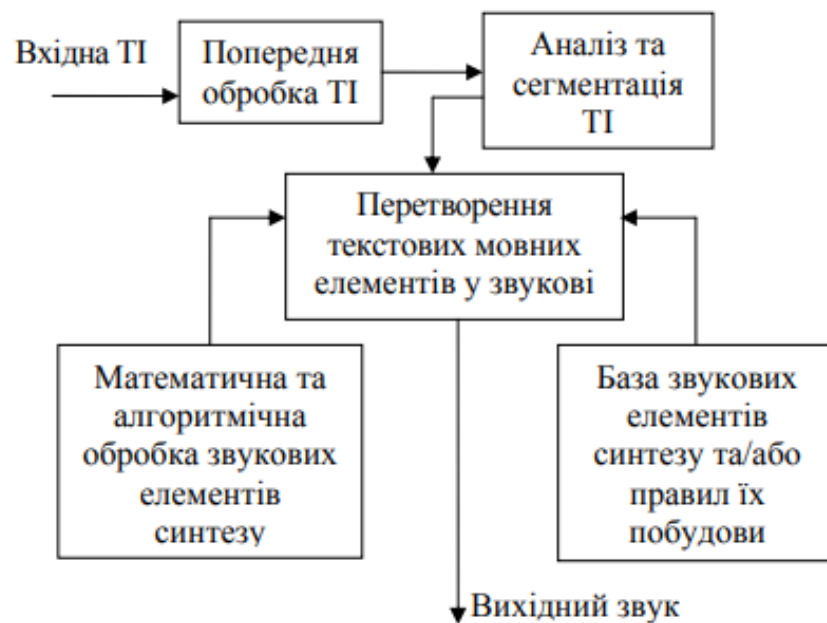 Вхідна ТІ
Попередня
обробка ТІ
Аналіз та
сегментація
ТІ
Перетворення
текстових мовних
елементів у звукові
Математична та
алгоритмічна
обробка звукових
елементів
синтезу
База звукових
елементів
синтезу та/або
правил їх
побудови
Вихідний звук